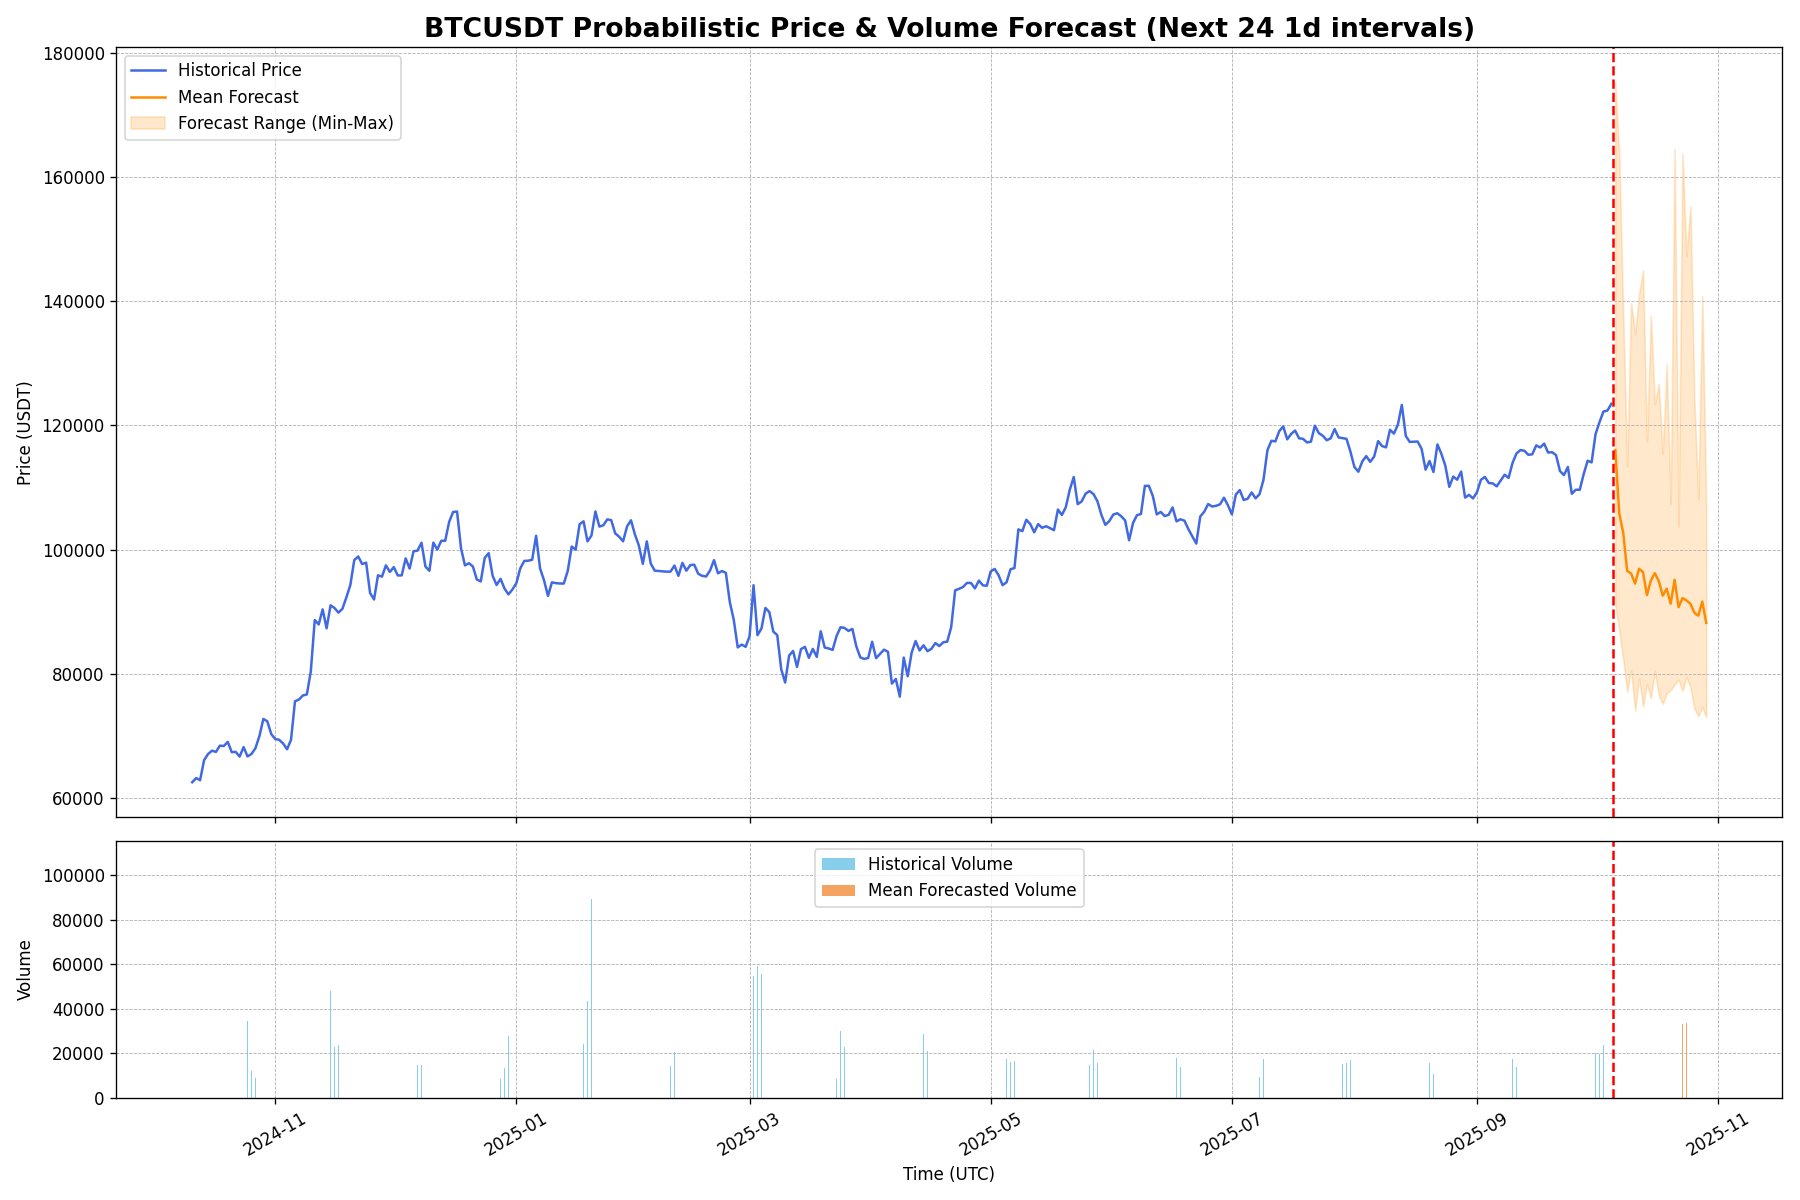 BTCUSDT Probabilistic Price & Volume Forecast (Next 24 1d intervals)
Historical Price
Mean Forecast
Forecast Range (Min-Max)
Price (USDT)
180000
160000
140000
120000
100000
80000
60000
Historical Volume
Mean Forecasted Volume
Volume
100000
80000
60000
40000
20000
0
2024-11
2025-01
2025-03
2025-05
2025-07
2025-09
2025-11
Time (UTC)